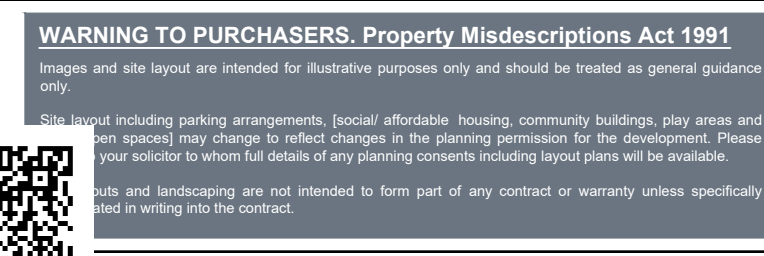 WARNING TO PURCHASERS. Property Misdescriptions Act 1991
Images and site layout are intended for illustrative purposes only and should be treated as general guidance
only.
Site layout including parking arrangements, [social/ affordable housing, community buildings, play areas and
spaces] may change to reflect changes in the planning permission for the development. Please
your solicitor to whom full details of any planning consents including layout plans will be available.
and landscaping are not intended to form part of any contract or warranty unless specifically
in writing into the contract.